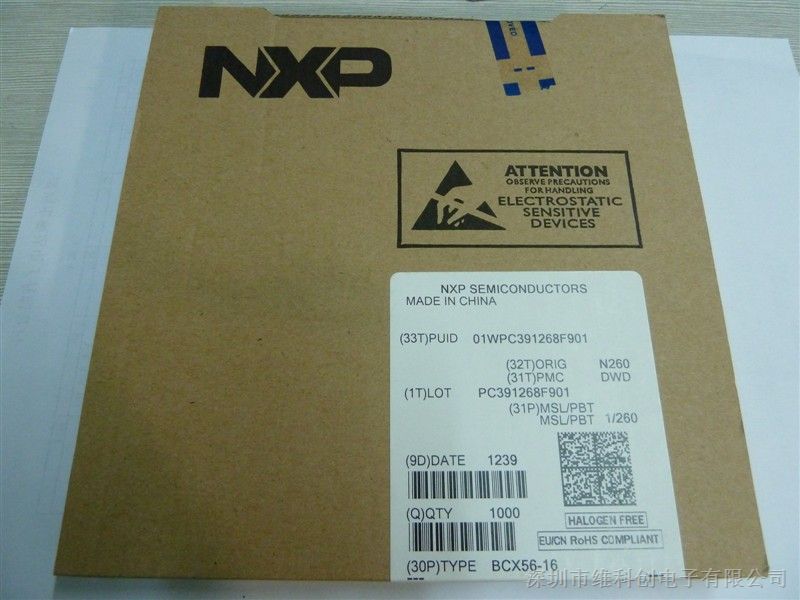 NXP
VEO
ATTENTION
OBSERVE PRECAUTIONS
FOR HANDLING
ELECTROSTATIC
SENSITIVE
DEVICES
NXP SEMICONDUCTORS
MADE IN CHINA
(33T)PUID 01WPC391268F901
(32T)ORIG N260
(31T)PMC DWD
(1T)LOT PC391268F901
(31P)MSL/PBT
MSL/PBT 1/260
(9D)DATE 1239
(Q)QTY 1000
HALOGEN FREE
EU/CN RoHS COMPLIANT
(30P)TYPE BCX56-16
深圳市维科创电子有限公司